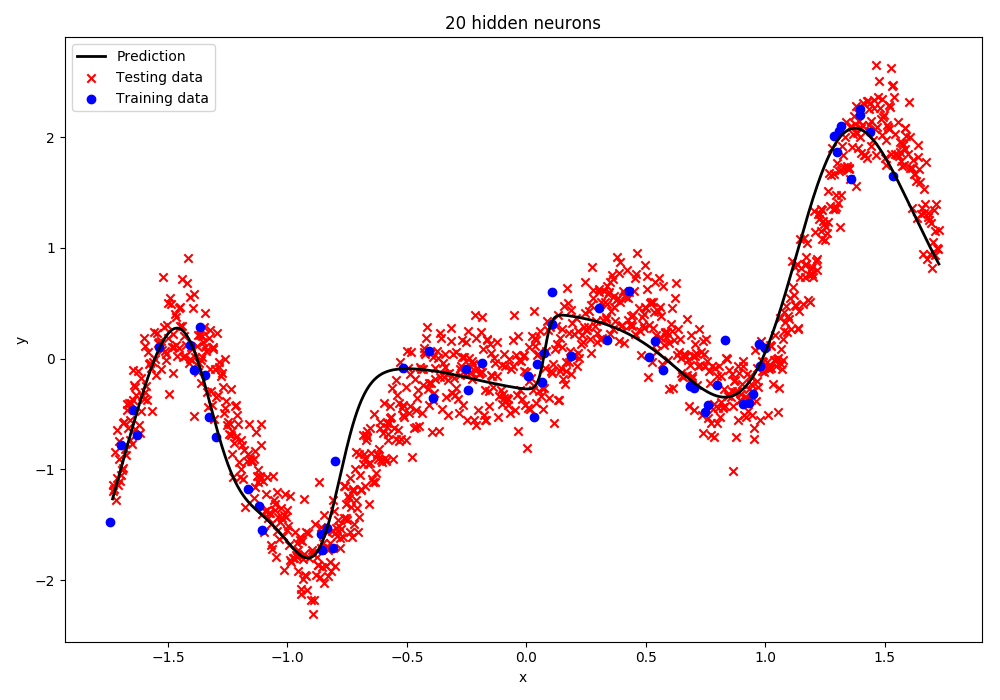 20 hidden neurons
Prediction
Testing data
Training data
y
2
1
0
−1
−2
−1.5 −1.0 −0.5 0.0 0.5 1.0 1.5
x